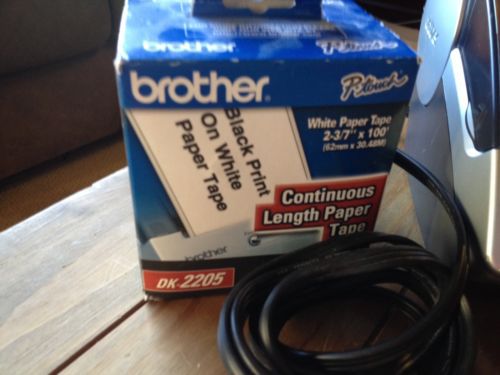 brother
P-touch
White Paper Tape
2-3/7" x 100'
(62mm x 30.48M)
Black Print
On White
Paper Tape
Continuous
Length Paper
Tape
brother
DK-2205